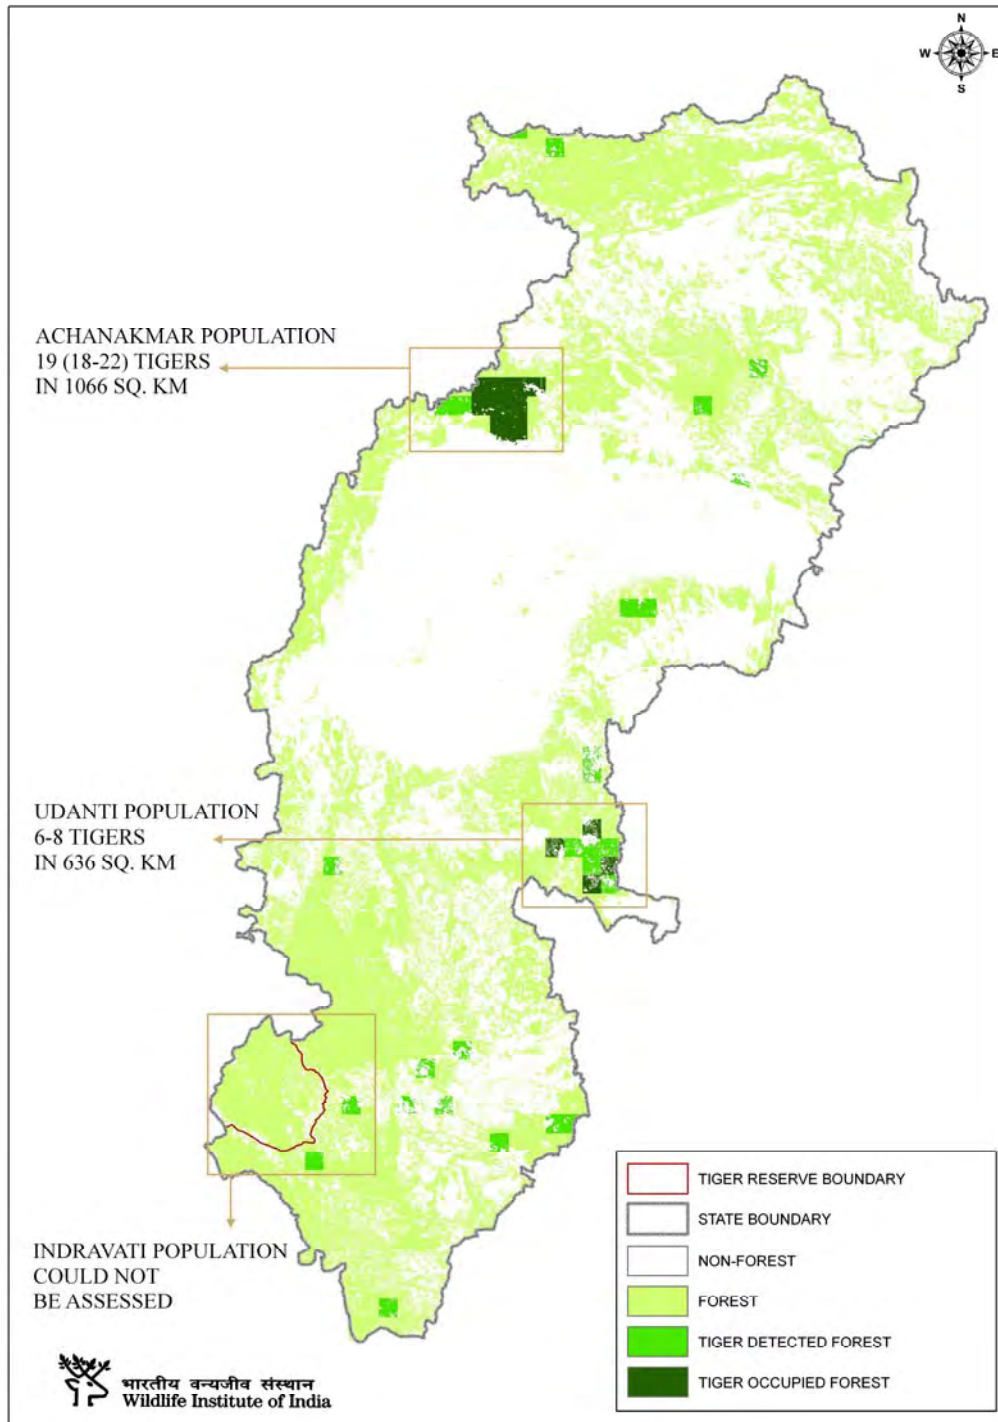 N
W
E
S
ACHANAKMAR POPULATION
19 (18-22) TIGERS
IN 1066 SQ. KM
UDANTI POPULATION
6-8 TIGERS
IN 636 SQ. KM
INDRAVATI POPULATION
COULD NOT
BE ASSESSED
TIGER RESERVE BOUNDARY
STATE BOUNDARY
NON-FOREST
FOREST
TIGER DETECTED FOREST
TIGER OCCUPIED FOREST
भारतीय वन्यजीव संस्थान
Wildlife Institute of India